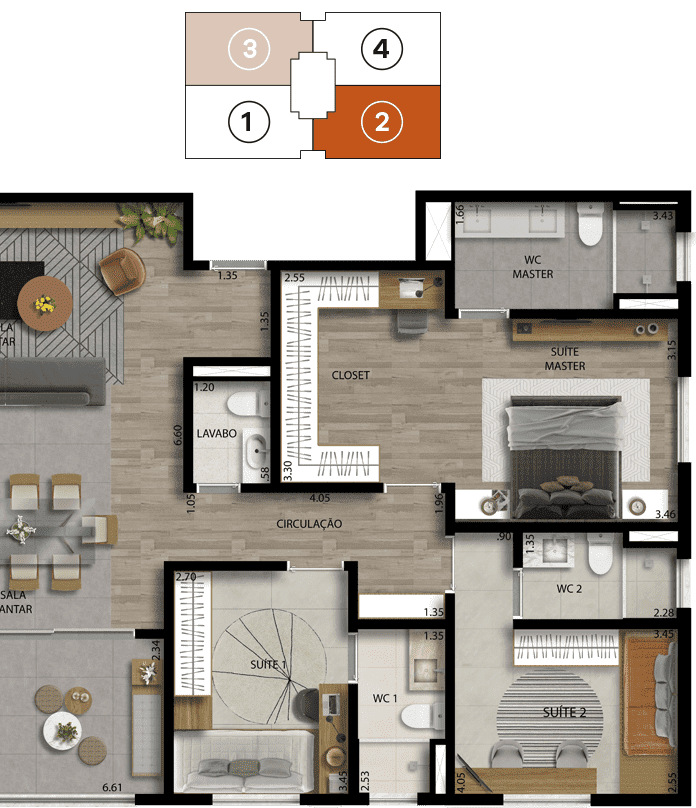 3
4
1
2
1.66
3.43
WC
MASTER
1.35
2.55
1.35
3.15
SUÍTE
MASTER
CLOSET
1.20
LAVABO
6.60
.58
3.30
1.05
4.05
1.96
3.46
CIRCULAÇÃO
.90
1.35
WC 2
2.70
1.35
2.28
SALA
1.35
3.45
2.34
SUÍTE 1
WC 1
SUÍTE 2
6.61
3.45
2.53
4.05
2.55